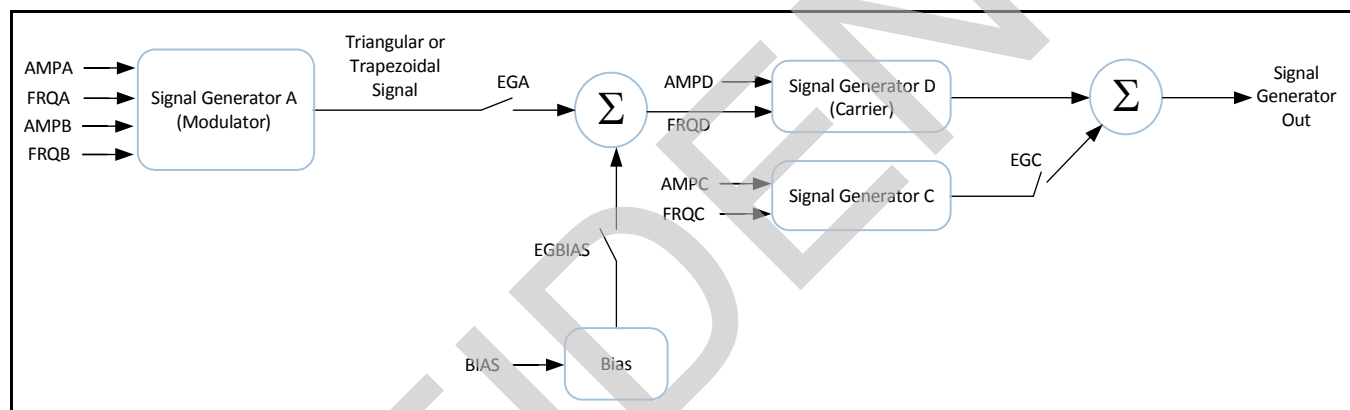 AMPA
FRQA
AMPB
FRQB
Signal Generator A
(Modulator)
Triangular or
Trapezoidal
Signal
EGA
Σ
AMPD
FRQD
Signal Generator D
(Carrier)
Σ
Signal
Generator
Out
AMPC
FRQC
Signal Generator C
EGC
EGBIAS
BIAS
Bias